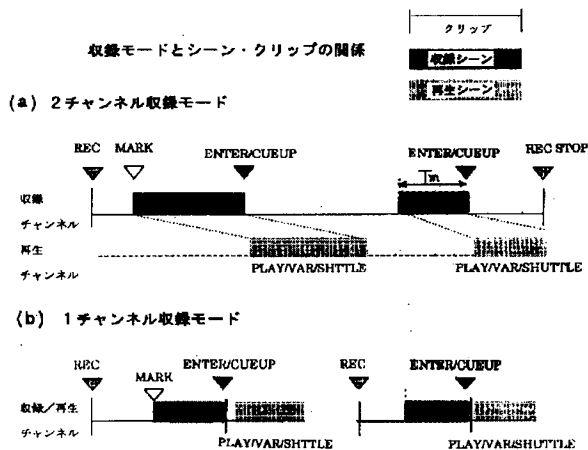 クリップ
収録モードとシーン・クリップの関係
収録シーン
再生シーン
(a) 2チャンネル収録モード
REC MARK ENTER/CUEUP ENTER/CUEUP REC STOP
Tm
収録
チャンネル
再生
チャンネル
PLAY/VAR/SHTTLE PLAY/VAR/SHUTTLE
(b) 1チャンネル収録モード
REC MARK ENTER/CUEUP REC ENTER/CUEUP
収録/再生
チャンネル
PLAY/VAR/SHTTLE PLAY/VAR/SHUTTLE